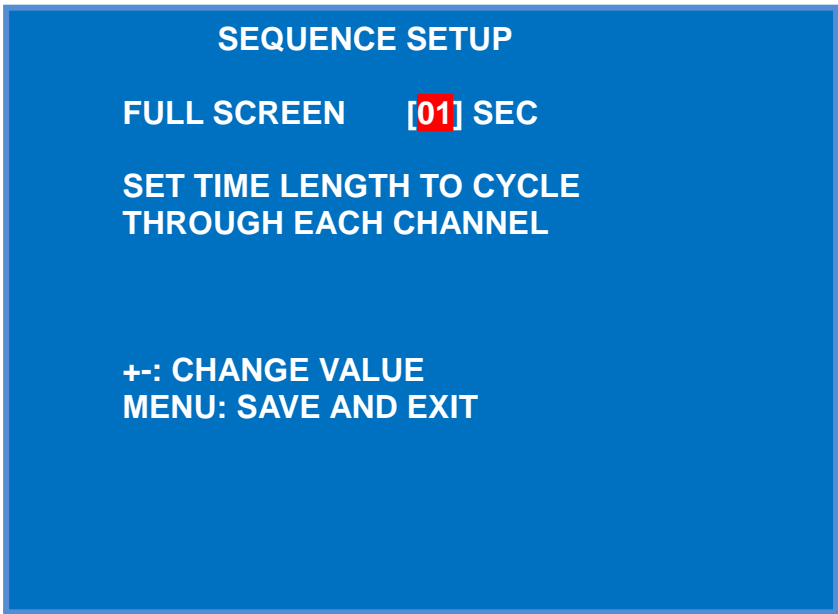 SEQUENCE SETUP
FULL SCREEN [01] SEC
SET TIME LENGTH TO CYCLE
THROUGH EACH CHANNEL
+-: CHANGE VALUE
MENU: SAVE AND EXIT